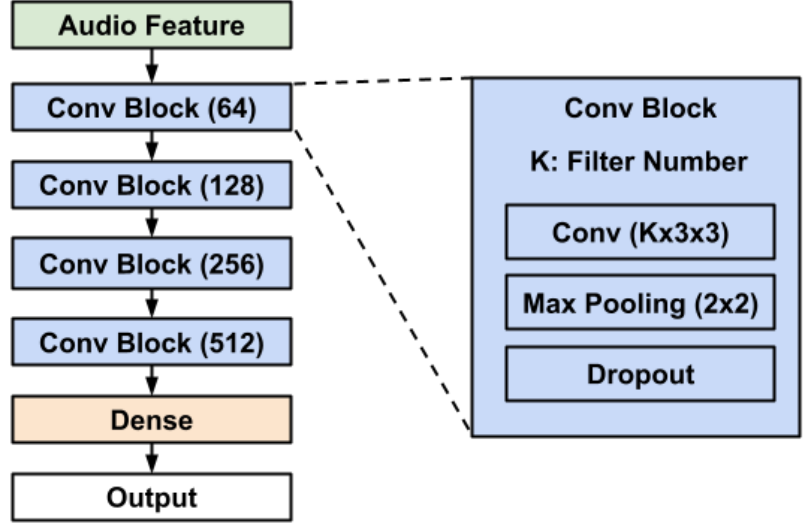 Audio Feature
Conv Block (64)
Conv Block (128)
Conv Block (256)
Conv Block (512)
Dense
Output
Conv Block
K: Filter Number
Conv (Kx3x3)
Max Pooling (2x2)
Dropout